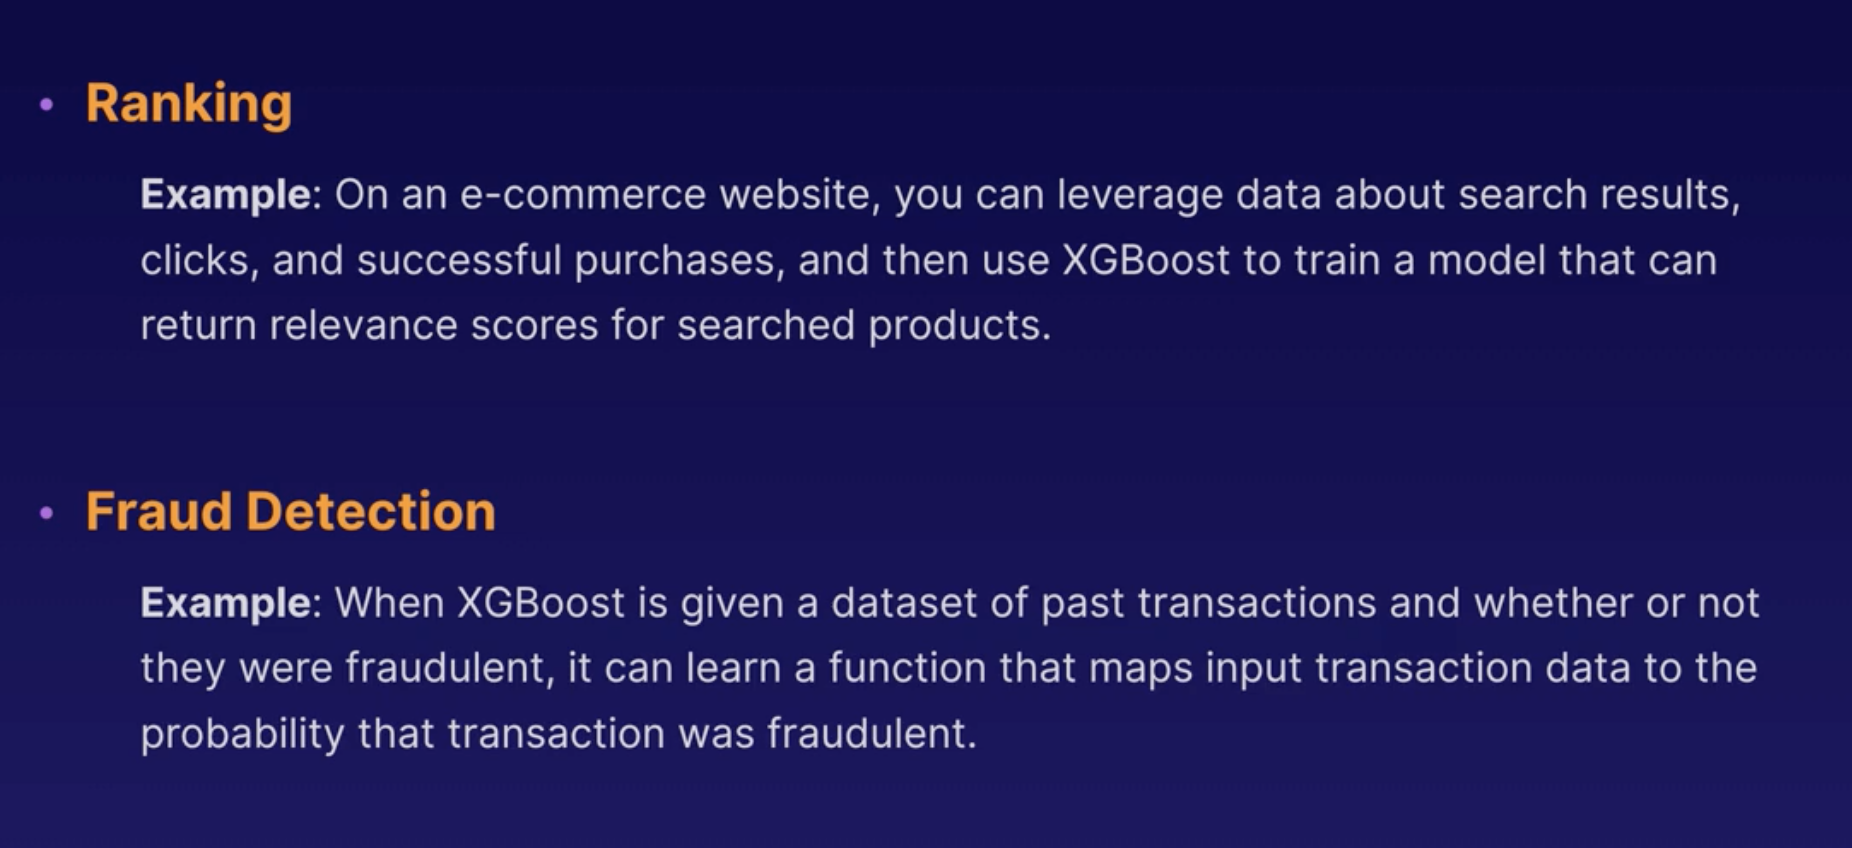 • Ranking
Example: On an e-commerce website, you can leverage data about search results,
clicks, and successful purchases, and then use XGBoost to train a model that can
return relevance scores for searched products.
• Fraud Detection
Example: When XGBoost is given a dataset of past transactions and whether or not
they were fraudulent, it can learn a function that maps input transaction data to the
probability that transaction was fraudulent.